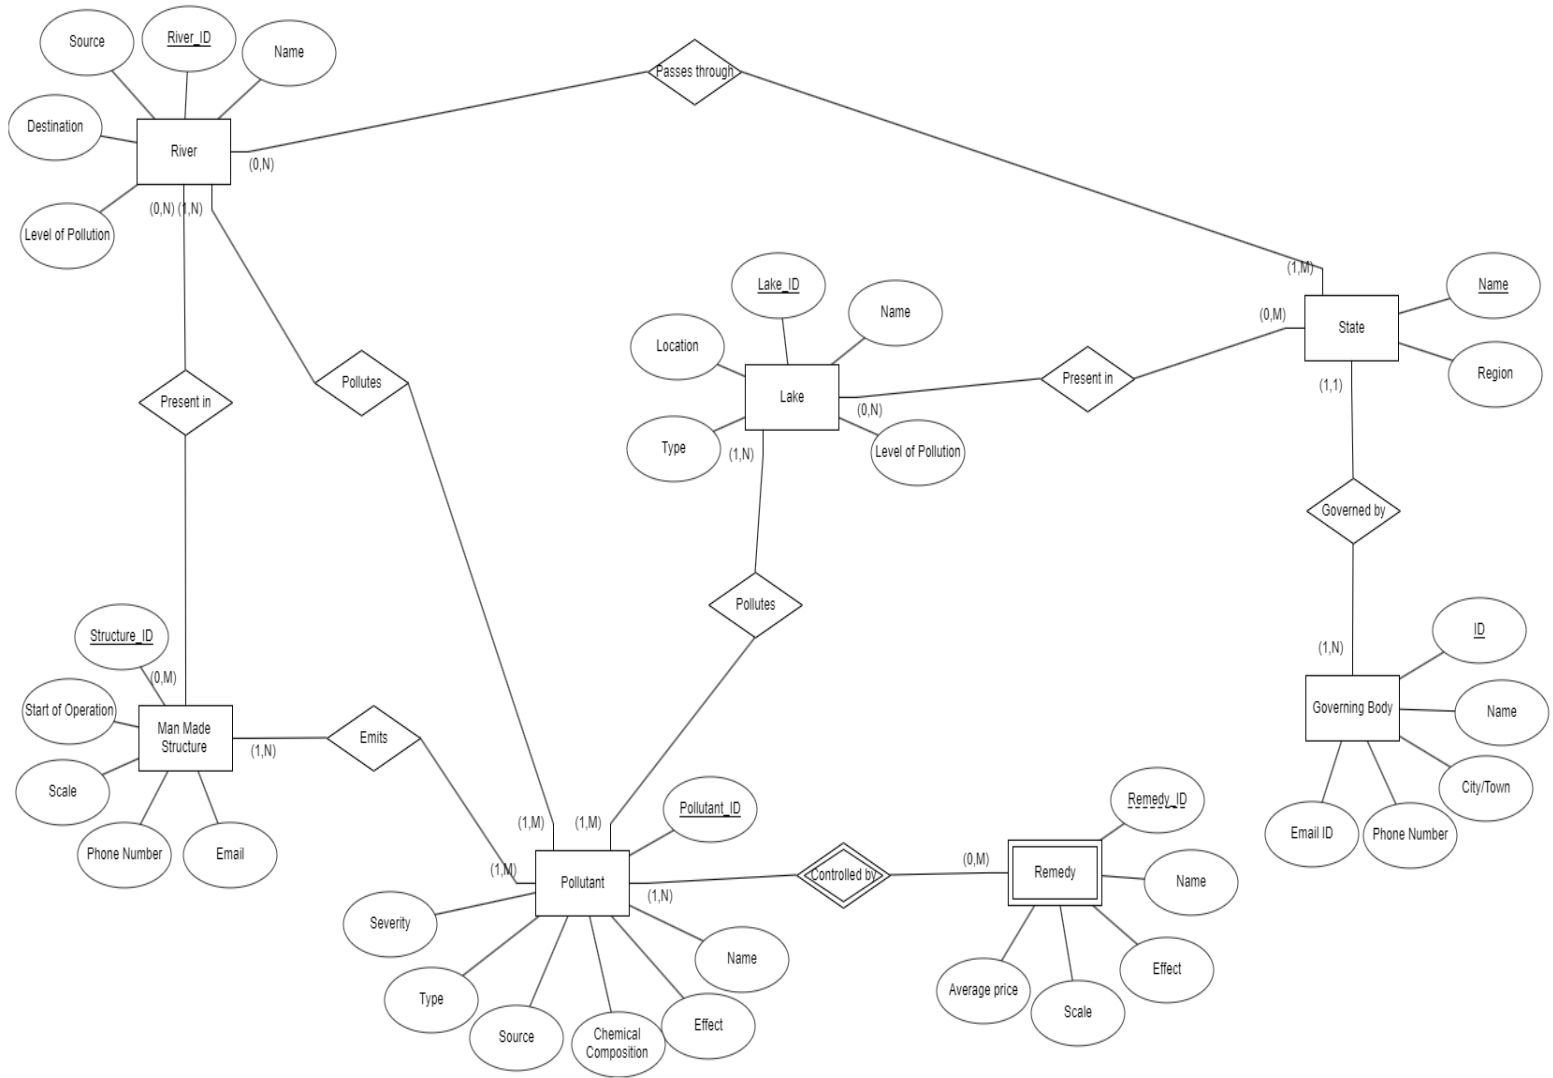 Source
River_ID
Name
Destination
River
Level of Pollution
(0,N)
(0,N)
(1,N)
Passes through
(1,M)
State
Name
Region
(0,M)
(1,1)
Present in
Lake_ID
Name
Location
Lake
Type
Level of Pollution
(0,N)
(1,N)
Present in
Pollutes
Pollutes
Governed by
(1,N)
Governing Body
ID
Name
City/Town
Email ID
Phone Number
Structure_ID
(0,M)
Start of Operation
Man Made
Structure
Scale
Phone Number
Email
(1,N)
Emits
(1,M)
(1,M)
(1,M)
Pollutant_ID
Pollutant
(1,N)
Severity
Type
Source
Chemical
Composition
Effect
Name
Controlled by
(0,M)
Remedy
Remedy_ID
Name
Average price
Scale
Effect